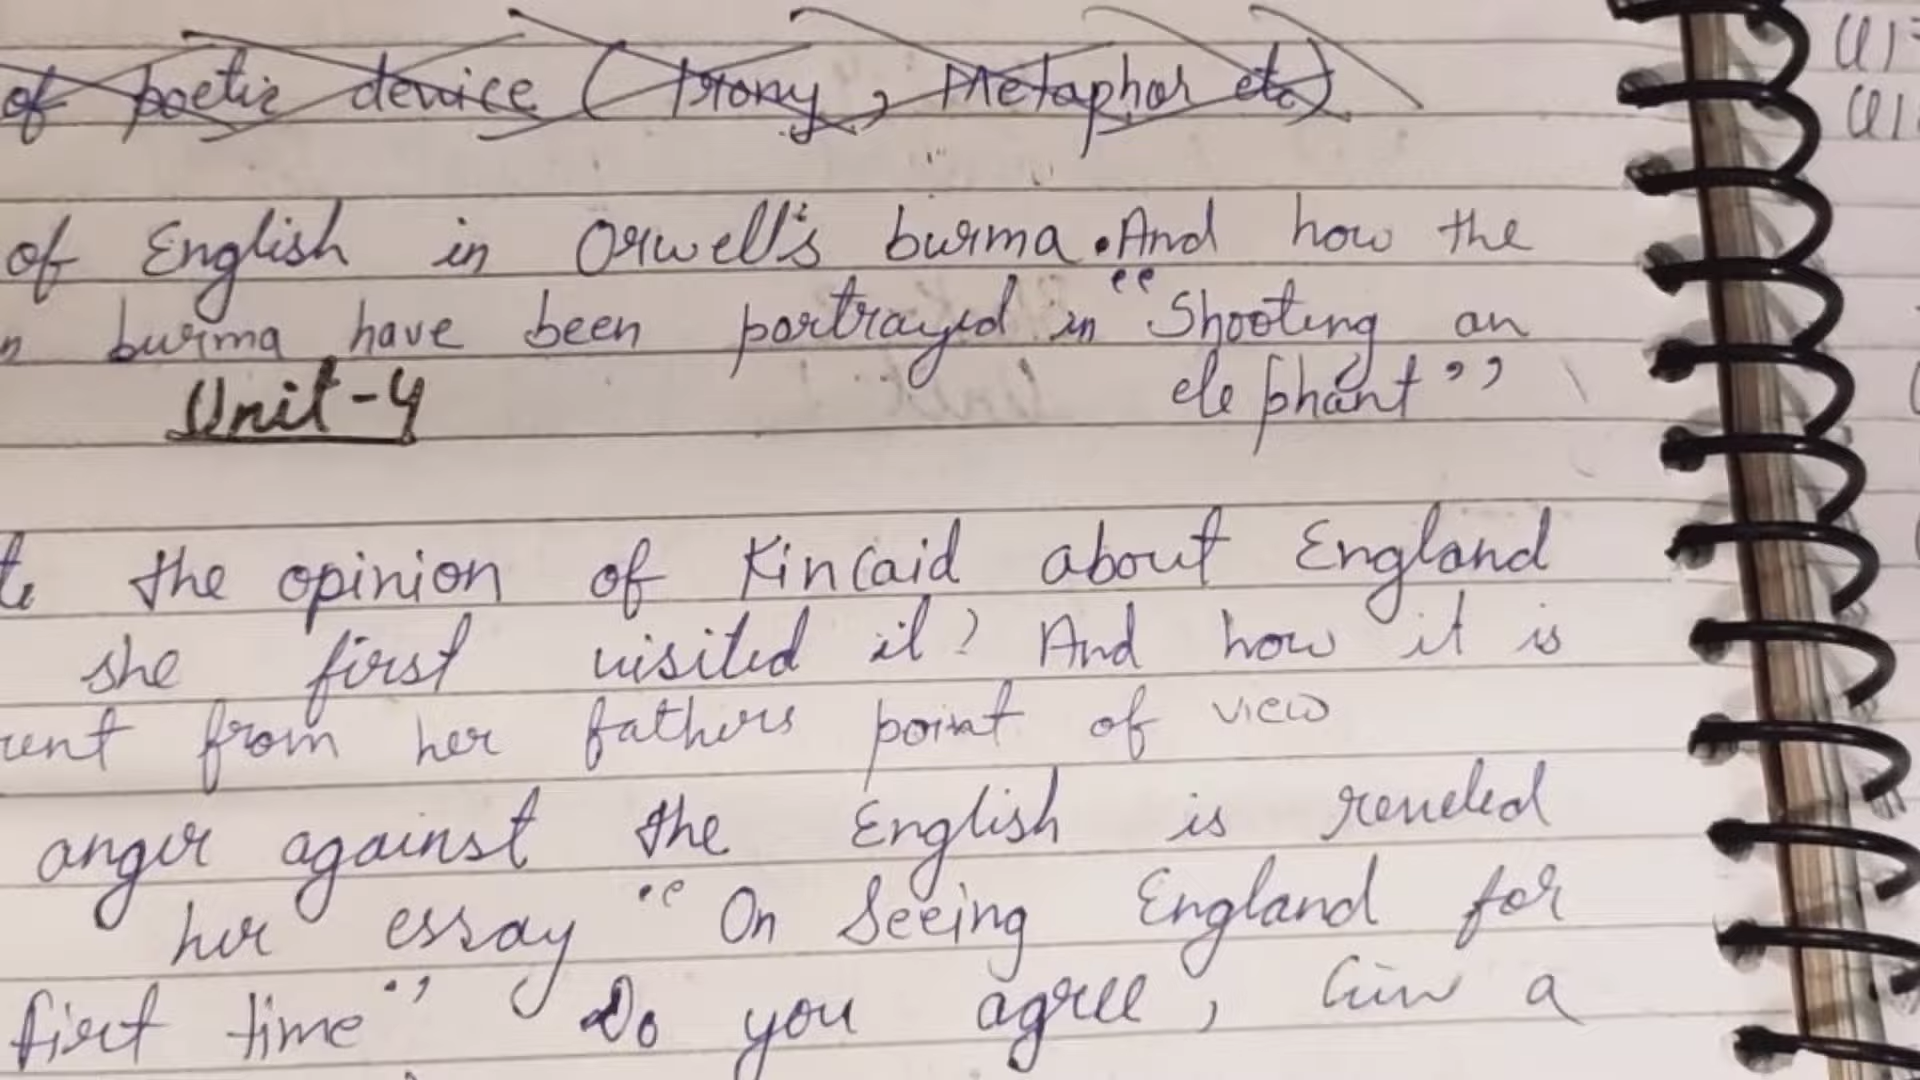 of poetic device ( Irony , Metaphor etc)
of English in Orwell's burma . And how the
burma have been portrayed in "Shooting an
elephant"
Unit-4
the opinion of Kincaid about England
she first visited it? And how it is
rent from her fathers point of view
anger against the English is reveled
her essay "On Seeing England for
first time" Do you agree, Give a